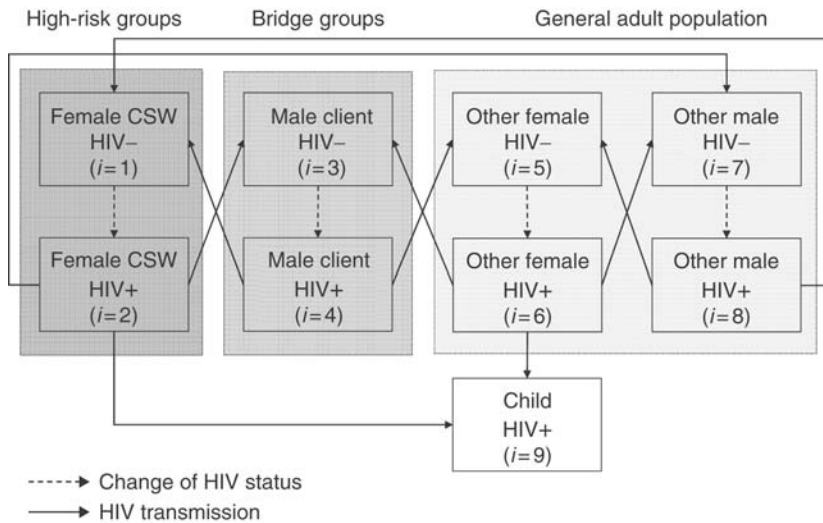 High-risk groups
Bridge groups
General adult population
Female CSW
HIV−
(i=1)
Male client
HIV−
(i=3)
Other female
HIV−
(i=5)
Other male
HIV−
(i=7)
Female CSW
HIV+
(i=2)
Male client
HIV+
(i=4)
Other female
HIV+
(i=6)
Other male
HIV+
(i=8)
Child
HIV+
(i=9)
Change of HIV status
HIV transmission